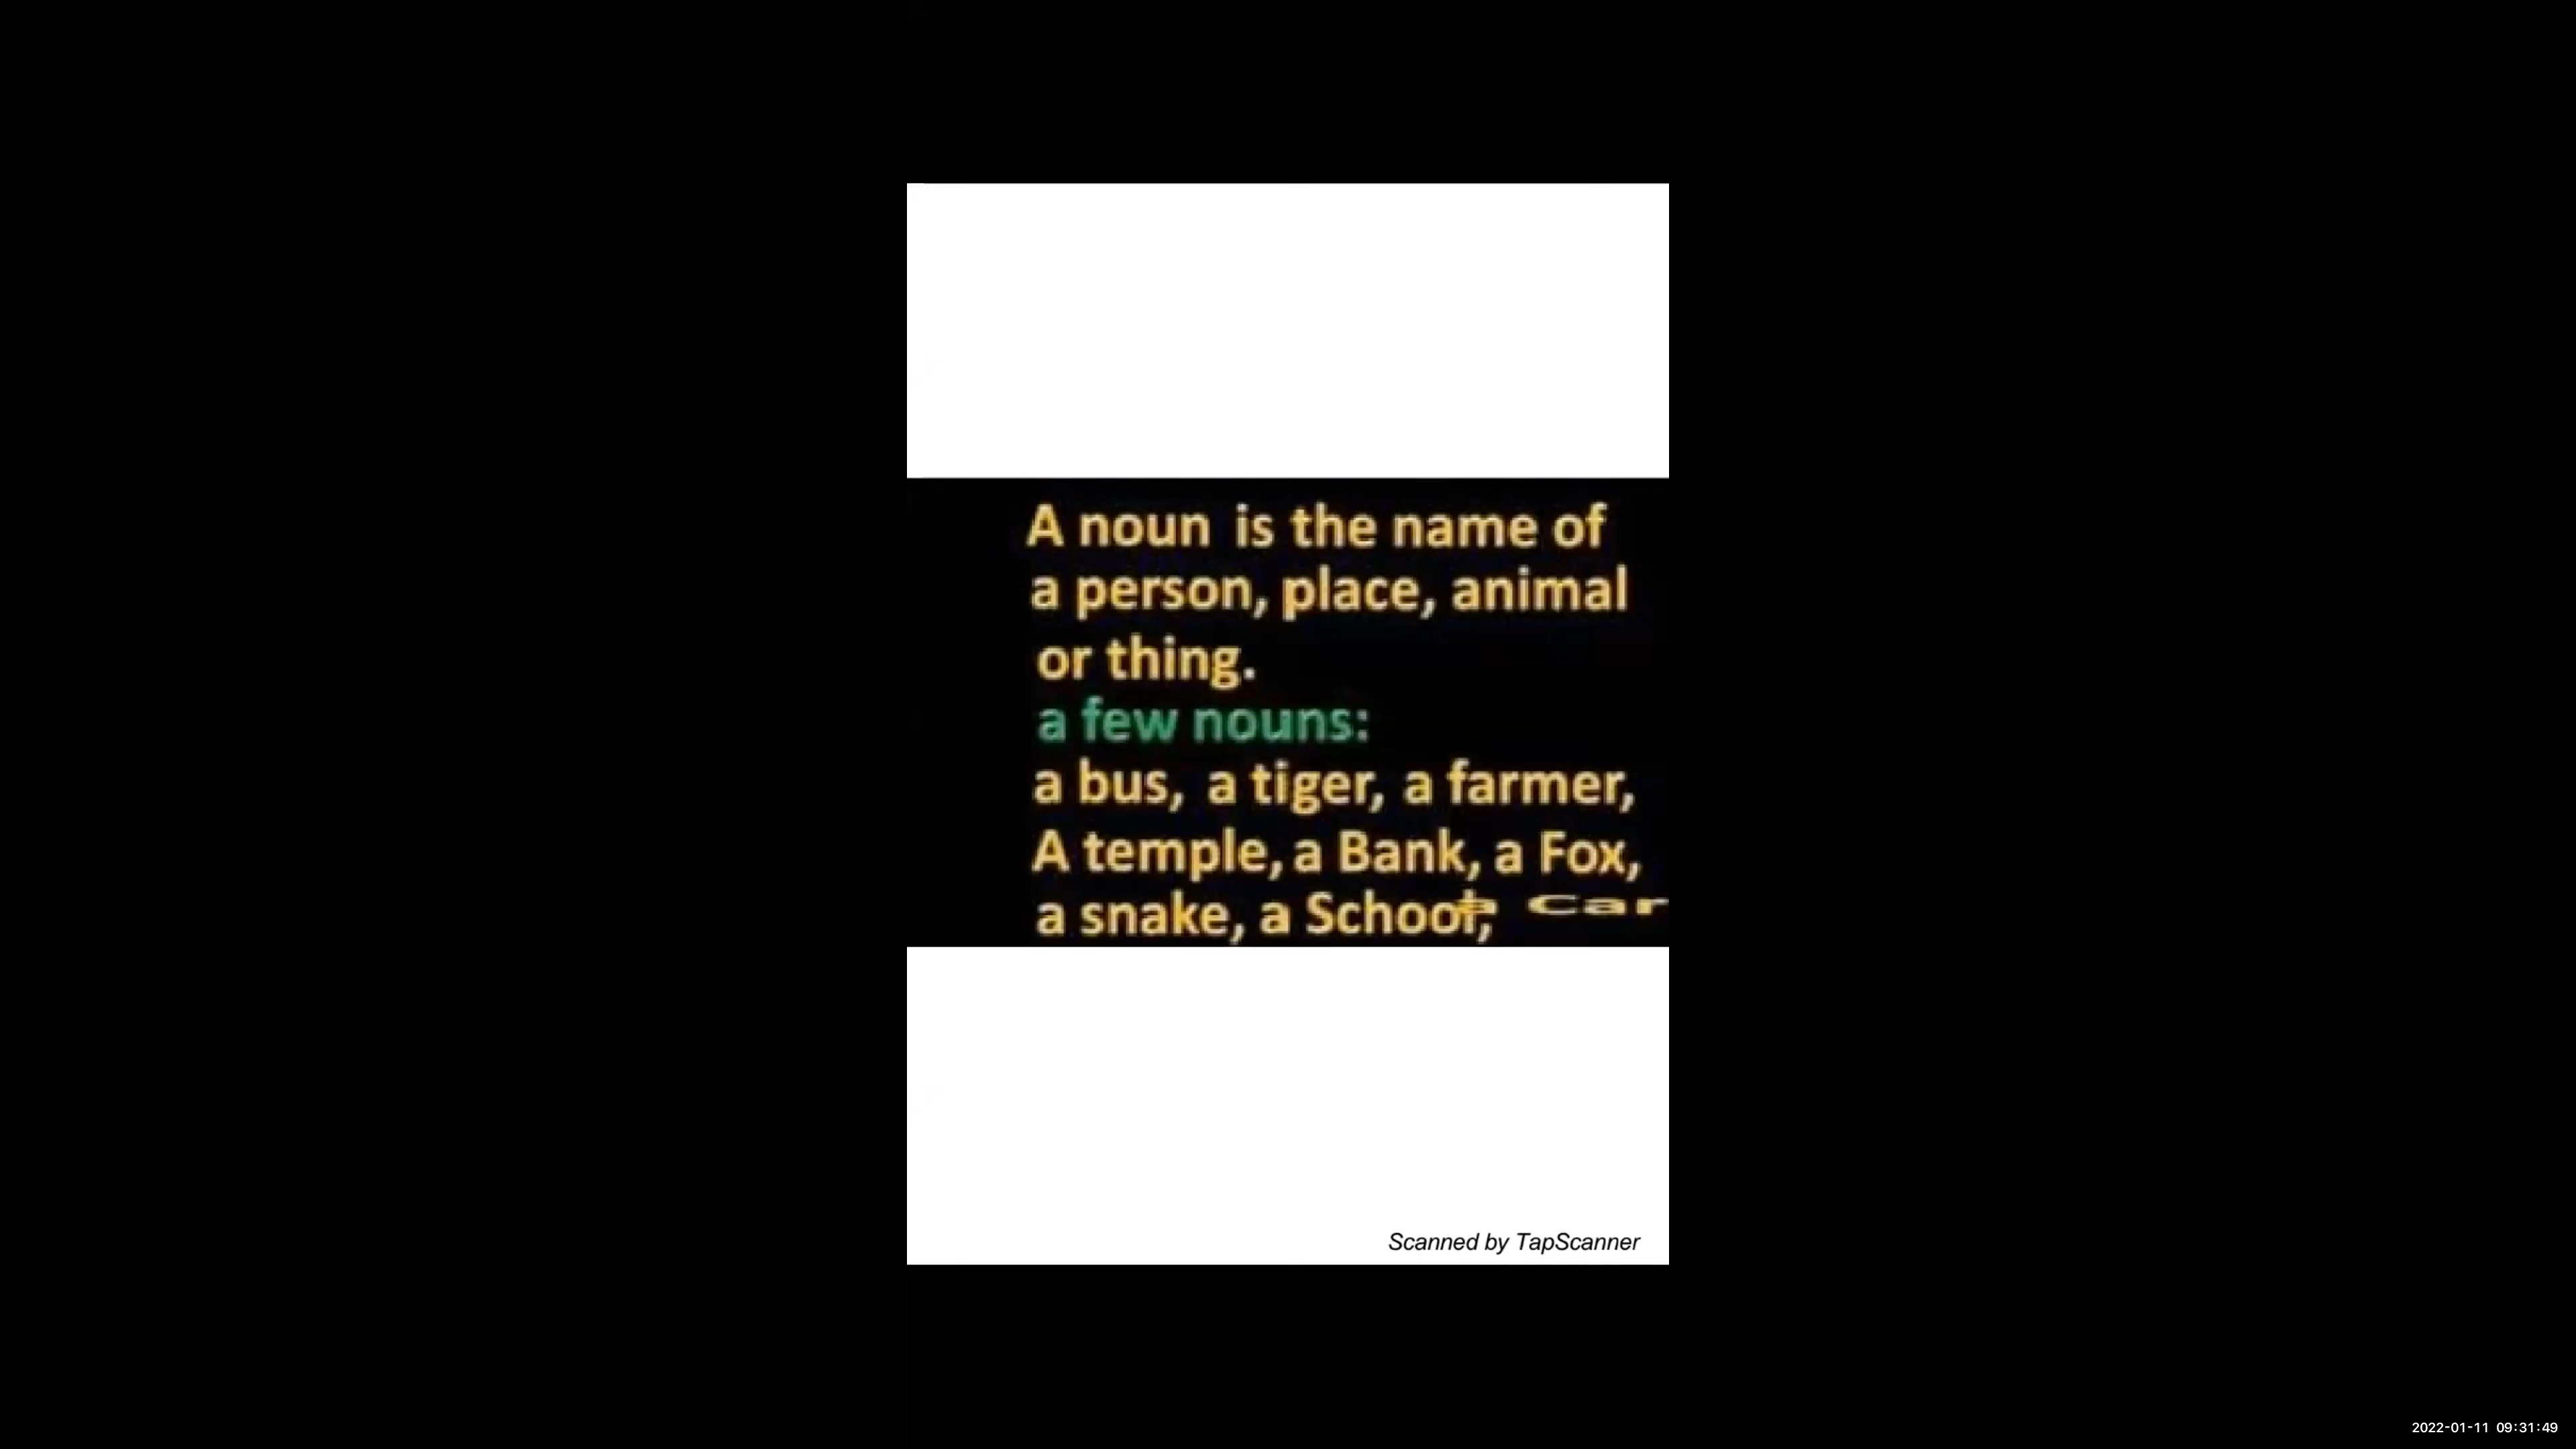 A noun is the name of
a person, place, animal
or thing.
a few nouns:
a bus, a tiger, a farmer,
A temple, a Bank, a Fox,
a snake, a School, a Car
Scanned by TapScanner
2022-01-11 09:31:49